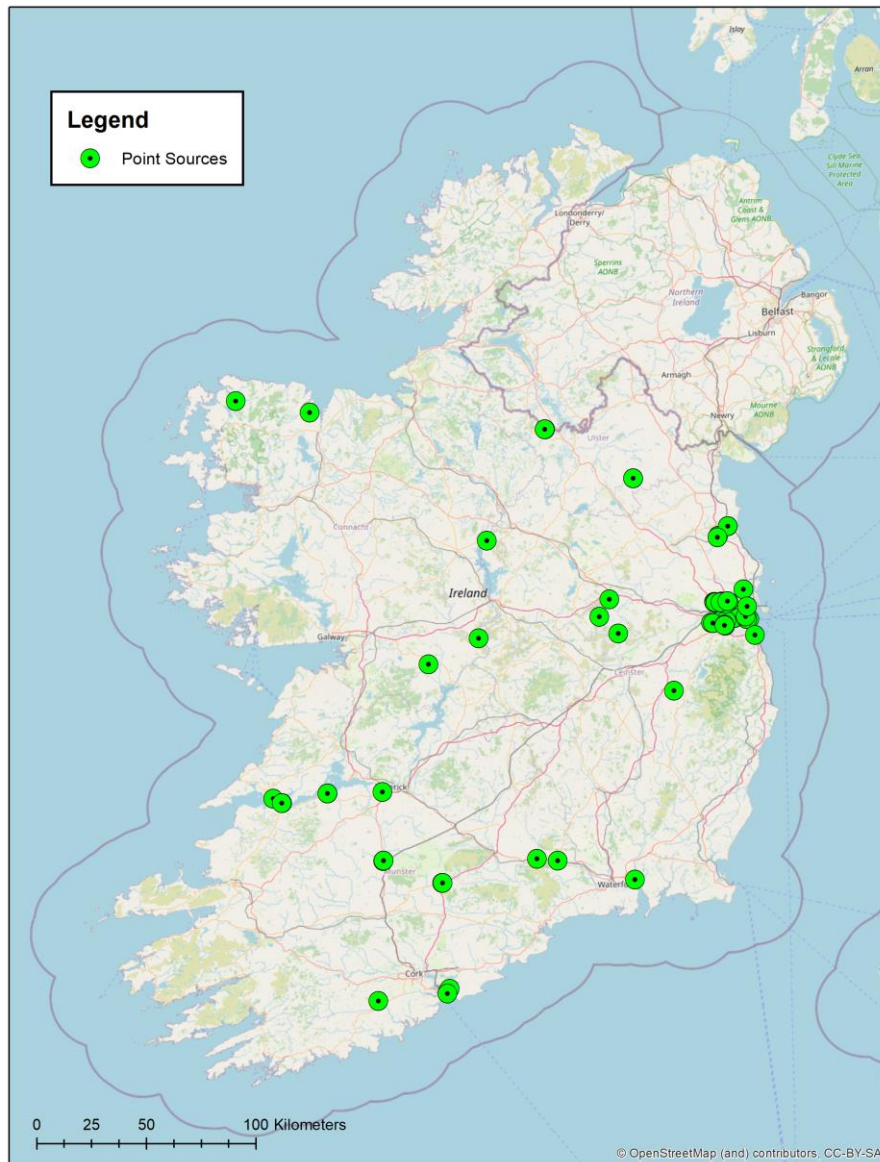 Islay
Arran
Legend
Point Sources
Clyde Sea
Sill Marine
Protected
Area
Antrim
Coast &
Glens AONB
Londonderry/
Derry
Sperrins
AONB
Northern
Ireland
Bangor
Belfast
Lisburn
Strangford
& Lecale
AONB
Armagh
Mourne
AONB
Newry
Ulster
Connacht
Ireland
Galway
Leinster
Munster
Cork
0 25 50 100 Kilometers
© OpenStreetMap (and) contributors, CC-BY-SA